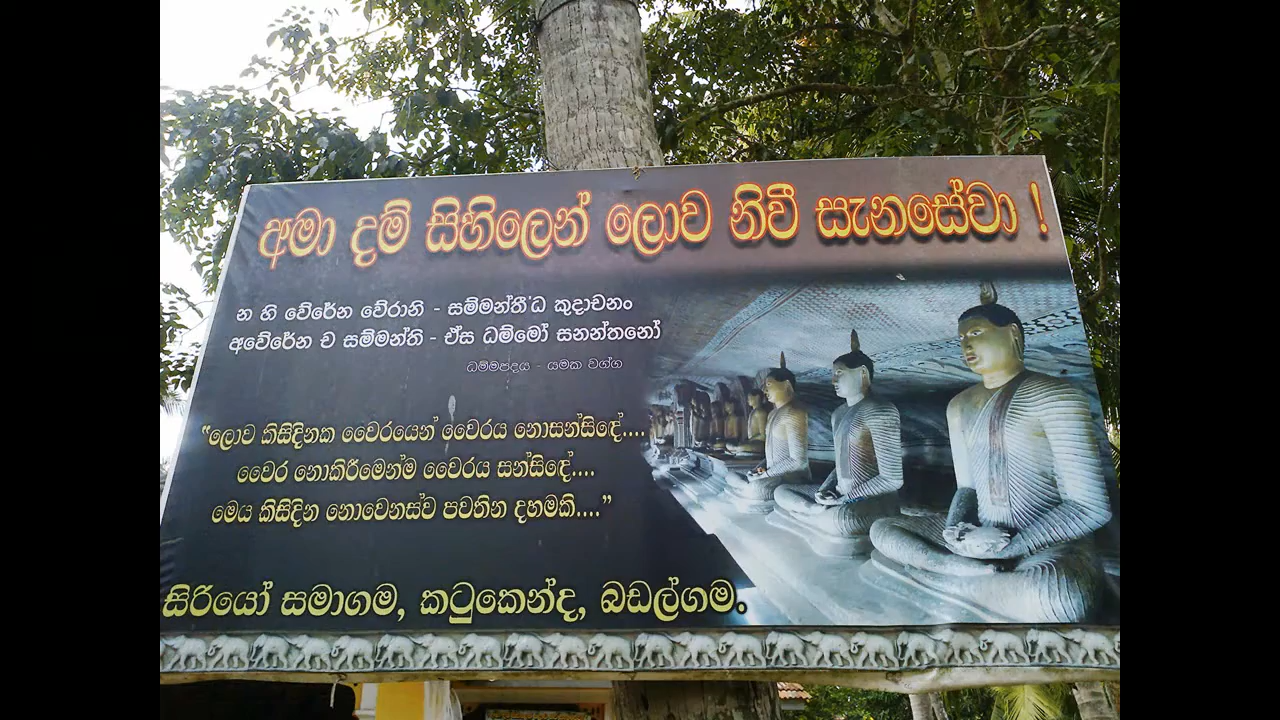 අමා දම් සිහිලෙන් ලොව නිවී සැනසේවා !
න හි වේරේන වේරානි - සම්මන්තී'ධ කුදාචනං
අවේරේන ච සම්මන්ති - ඒස ධම්මෝ සනන්තනෝ
ධම්මපදය - යමක වග්ග
“ලොව කිසිදිනක වෛරයෙන් වෛරය නොසන්සිඳේ....
වෛර නොකිරීමෙන්ම වෛරය සන්සිඳේ....
මෙය කිසිදින නොවෙනස්ව පවතින දහමකි....”
සිරියෝ සමාගම, කටුකෙන්ද, බඩල්ගම.